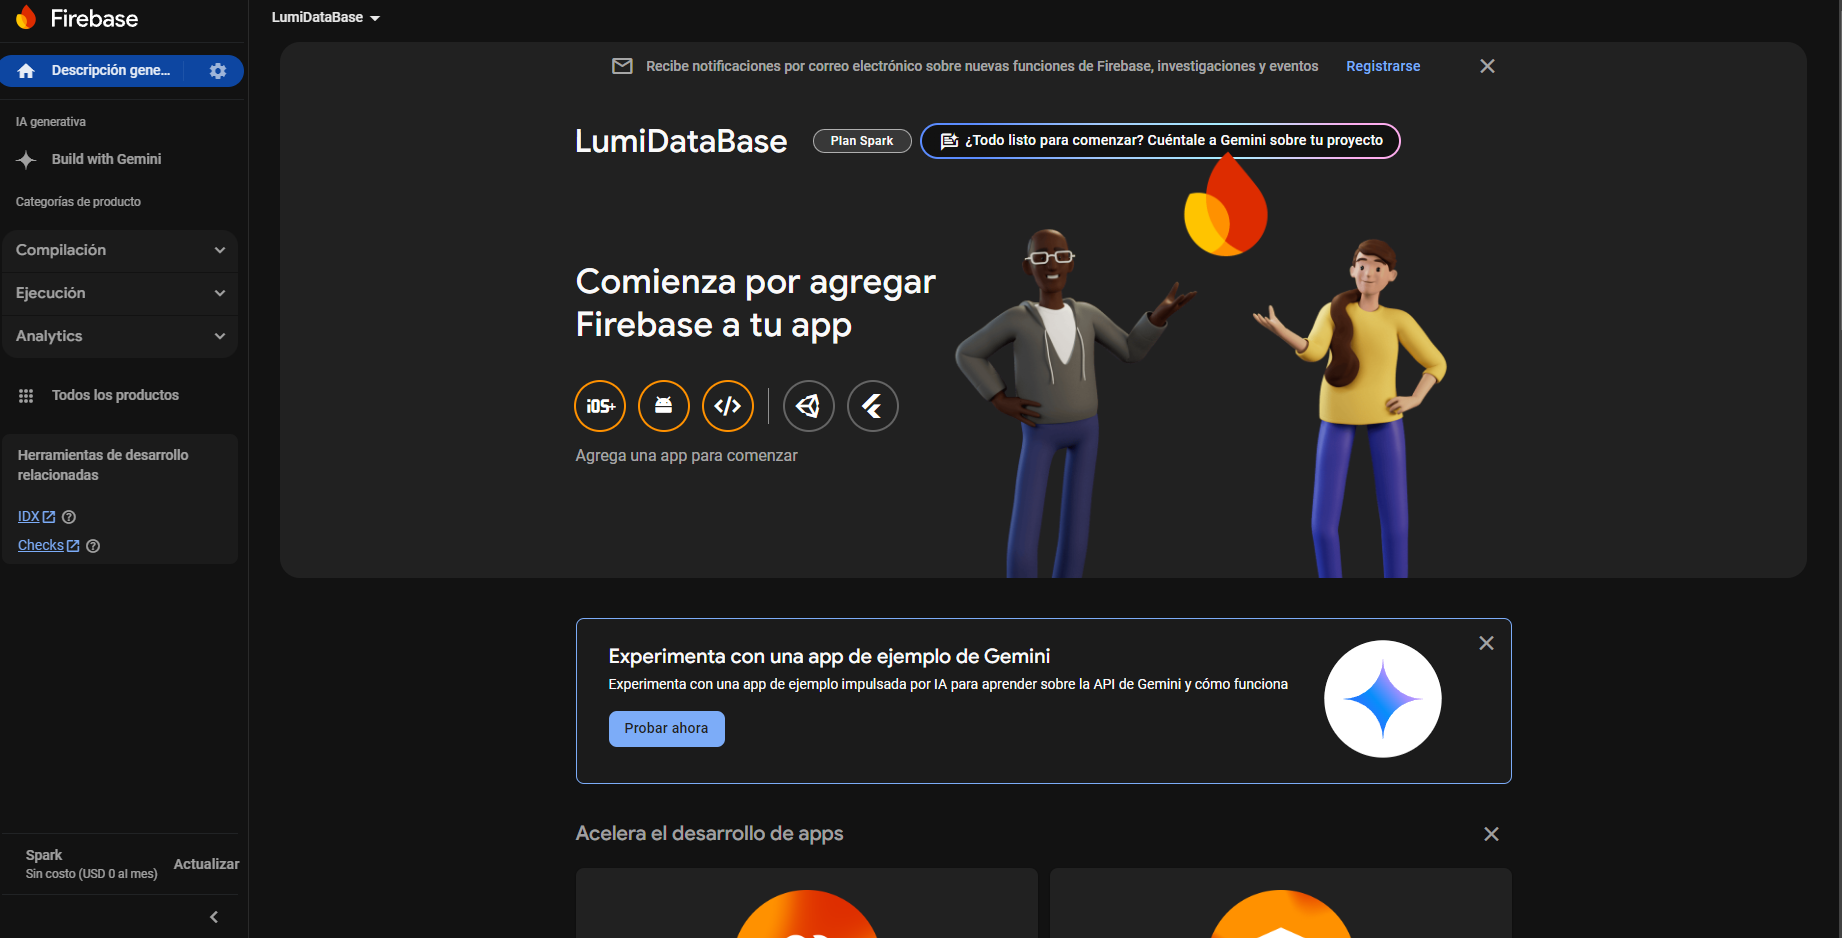 Firebase
LumiDataBase
Descripción gene...
IA generativa
Build with Gemini
Categorías de producto
Compilación
Ejecución
Analytics
Todos los productos
Herramientas de desarrollo
relacionadas
IDX
Checks
Spark
Sin costo (USD 0 al mes)
Actualizar
Recibe notificaciones por correo electrónico sobre nuevas funciones de Firebase, investigaciones y eventos
Registrarse
LumiDataBase
Plan Spark
¿Todo listo para comenzar? Cuéntale a Gemini sobre tu proyecto
Comienza por agregar
Firebase a tu app
iOS+
Agrega una app para comenzar
Experimenta con una app de ejemplo de Gemini
Experimenta con una app de ejemplo impulsada por IA para aprender sobre la API de Gemini y cómo funciona
Probar ahora
Acelera el desarrollo de apps